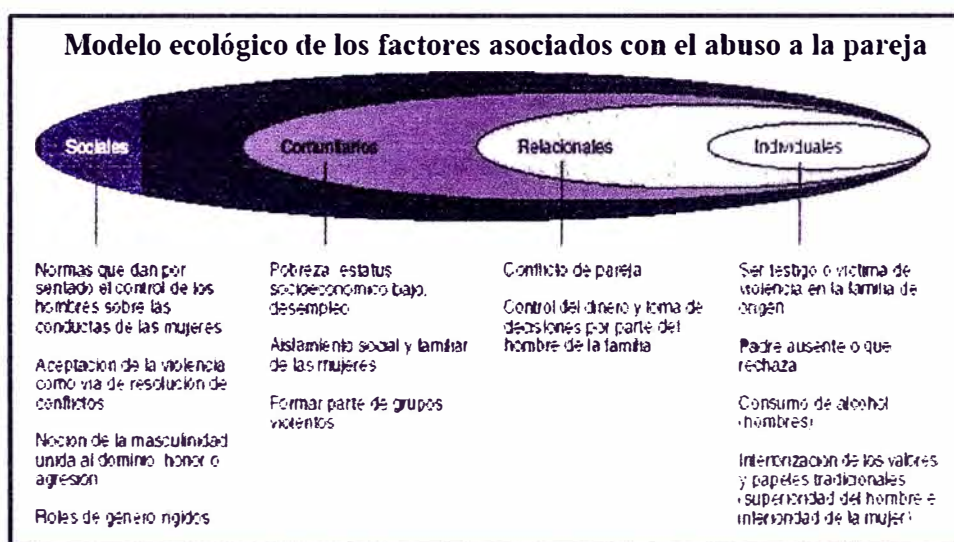 Modelo ecológico de los factores asociados con el abuso a la pareja
Sociales
Comunitarios
Relacionales
Individuales
Normas que dan por
sentado el control de los
hombres sobre las
conductas de las mujeres
Aceptación de la violencia
como vía de resolución de
conflictos
Noción de la masculinidad
unida al dominio, honor o
agresión
Roles de género rígidos
Pobreza, estatus
socioeconómico bajo,
desempleo
Aislamiento social y familiar
de las mujeres
Formar parte de grupos
violentos
Conflicto de pareja
Control del dinero y toma de
decisiones por parte del
hombre de la familia
Ser testigo o víctima de
violencia en la familia de
origen
Padre ausente o que
rechaza
Consumo de alcohol
(hombres)
Interiorización de los valores
y papeles tradicionales
(superioridad del hombre e
inferioridad de la mujer)